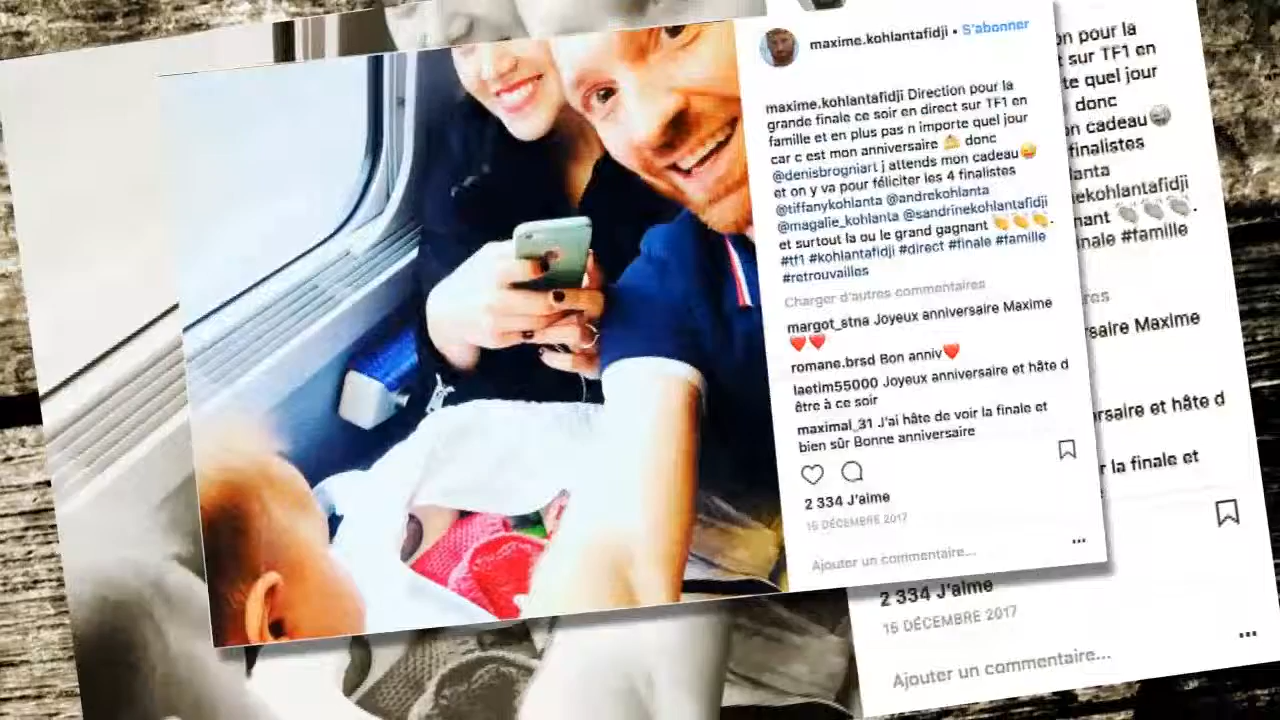 maxime.kohlantafidji • S'abonner
maxime.kohlantafidji Direction pour la
grande finale ce soir en direct sur TF1 en
famille et en plus pas n importe quel jour
car c est mon anniversaire 🎂 donc
@denisbrogniart j attends mon cadeau😜
et on y va pour féliciter les 4 finalistes
@tiffanykohlanta @andrekohlanta
@magalie_kohlanta @sandrinekohlantafidji
et surtout la ou le grand gagnant 👏👏👏.
#tf1 #kohlantafidji #direct #finale #famille
#retrouvailles
Charger d'autres commentaires
margot_stna Joyeux anniversaire Maxime
❤️❤️
romane.brsd Bon anniv❤️
laetim55000 Joyeux anniversaire et hâte d
être à ce soir
maximal_31 J'ai hâte de voir la finale et
bien sûr Bonne anniversaire
2 334 J'aime
15 DÉCEMBRE 2017
Ajouter un commentaire...
on pour la
sur TF1 en
te quel jour
donc
on cadeau
finalistes
anta
ekohlantafidji
nant 👏👏👏.
inale #famille
res
saire Maxime
rsaire et hâte d
r la finale et
2 334 J'aime
15 DÉCEMBRE 2017
Ajouter un commentaire...